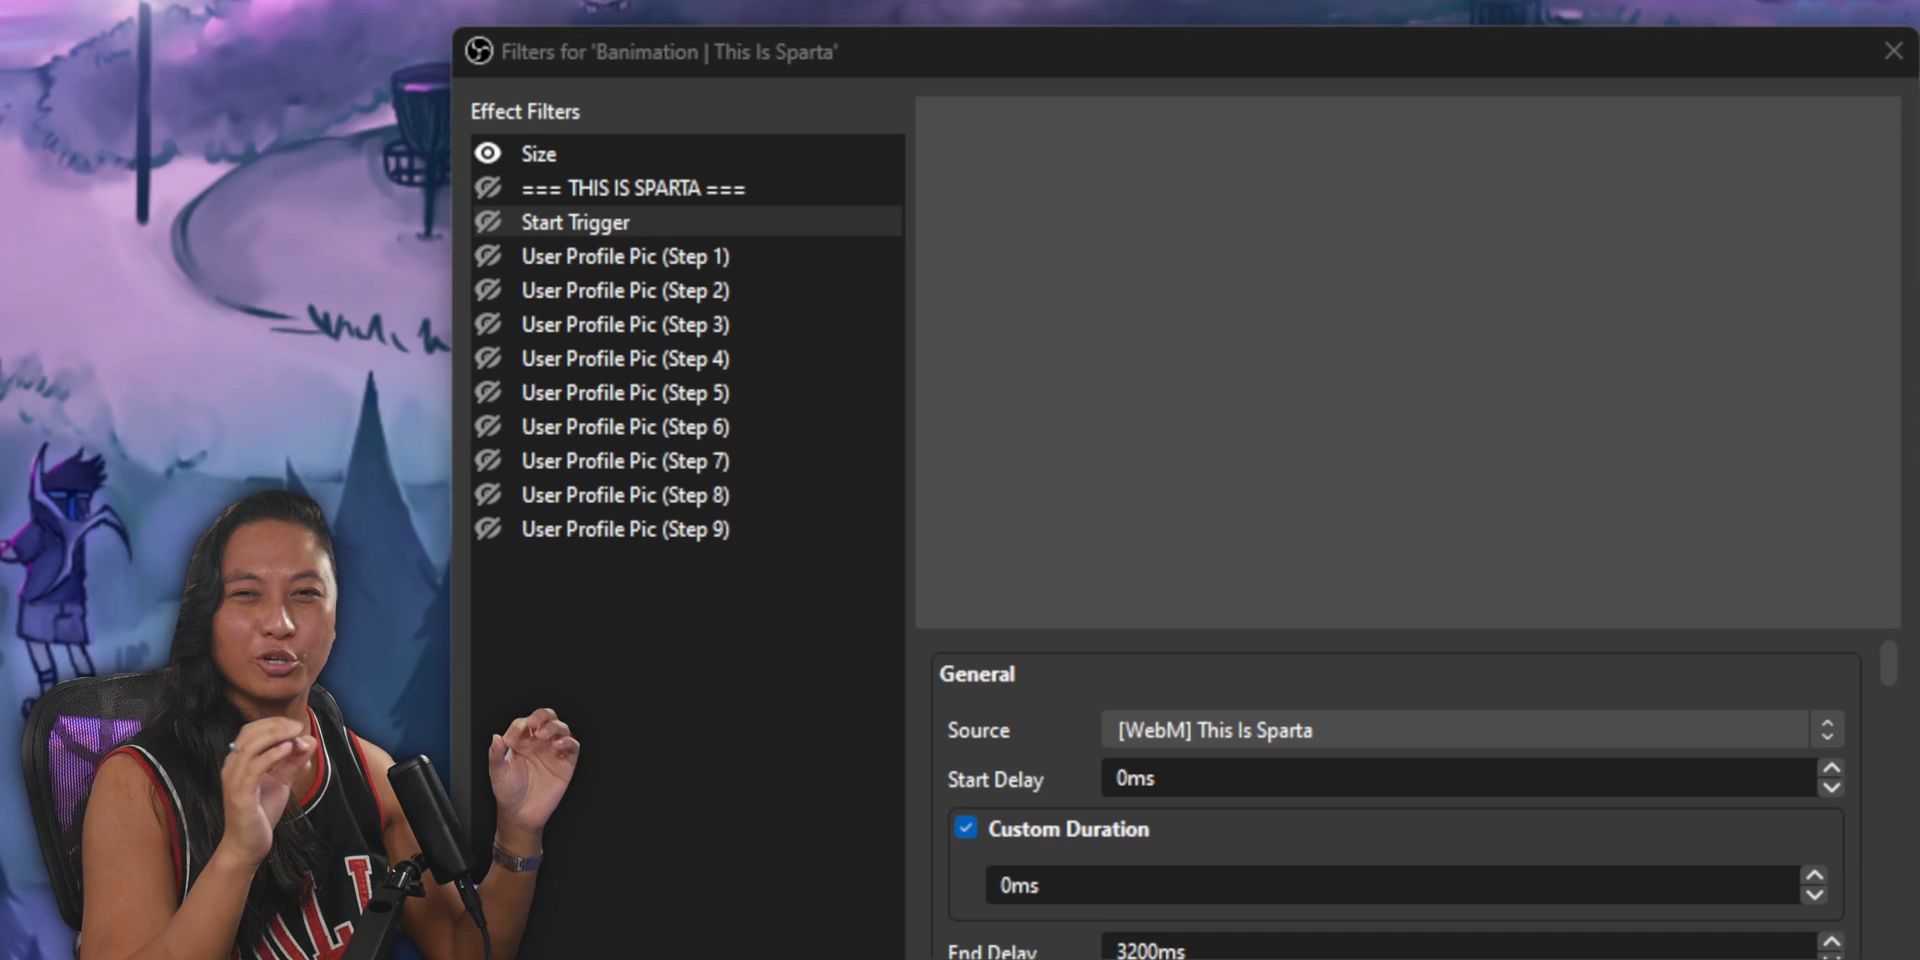 Filters for 'Banimation | This Is Sparta'
Effect Filters
Size
=== THIS IS SPARTA ===
Start Trigger
User Profile Pic (Step 1)
User Profile Pic (Step 2)
User Profile Pic (Step 3)
User Profile Pic (Step 4)
User Profile Pic (Step 5)
User Profile Pic (Step 6)
User Profile Pic (Step 7)
User Profile Pic (Step 8)
User Profile Pic (Step 9)
General
Source
[WebM] This Is Sparta
Start Delay
0ms
Custom Duration
0ms
End Delay
3200ms